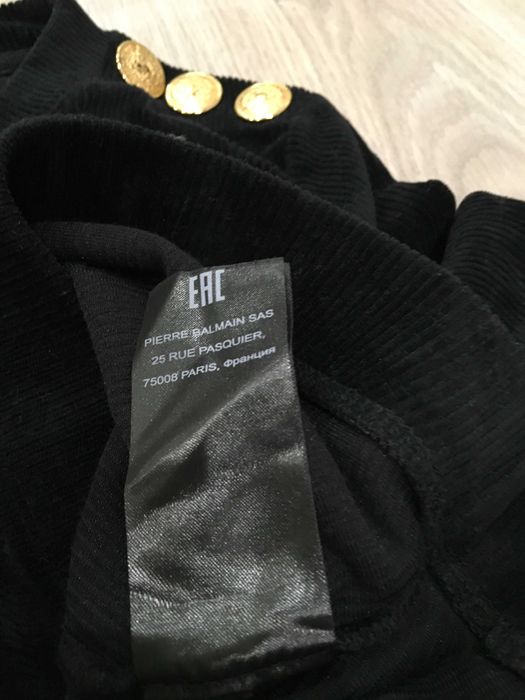 EAC
PIERRE BALMAIN SAS
25 RUE PASQUIER,
75008 PARIS, Франция